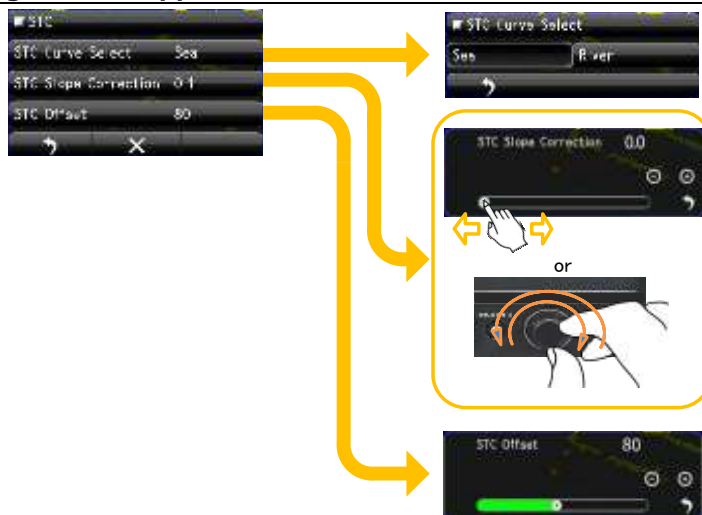 STC
STC Curve Select Sea
STC Slope Correction 0.1
STC Offset 80
STC Curve Select
Sea River
STC Slope Correction 0.0
or
STC Offset 80